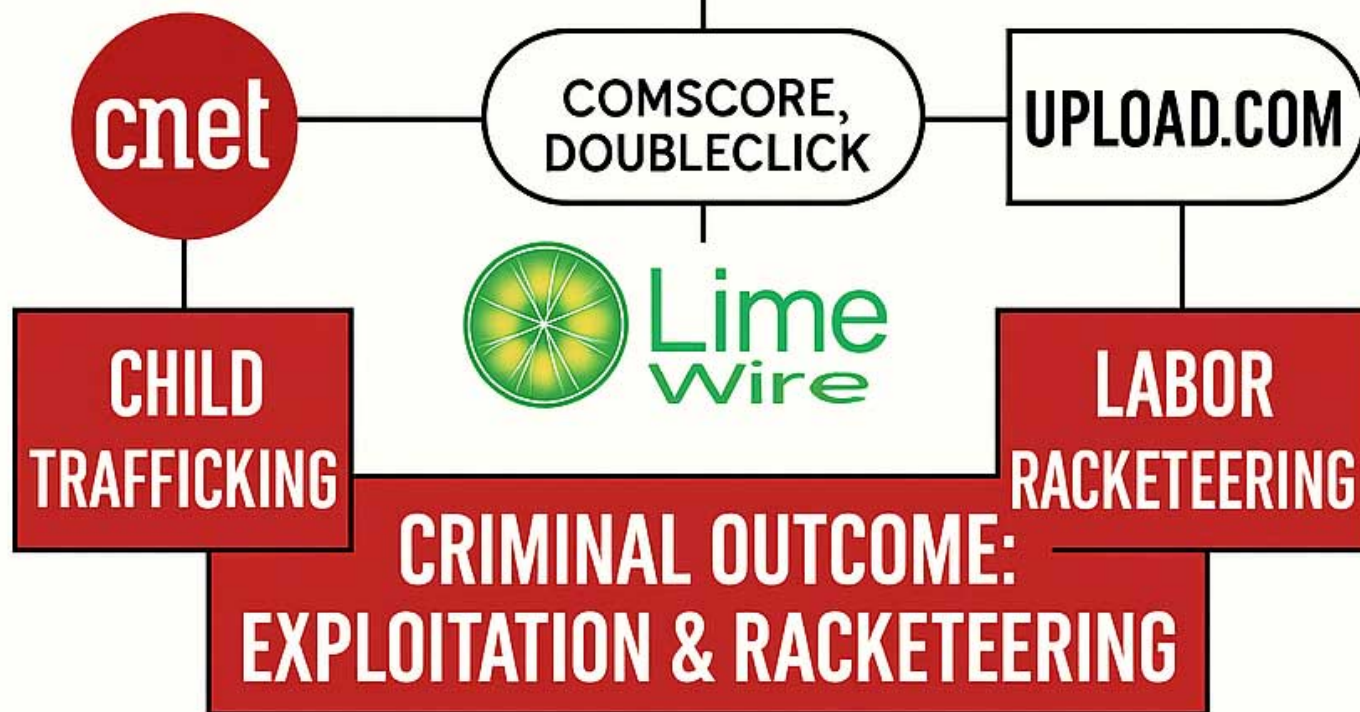 cnet
COMSCORE,
DOUBLECLICK
UPLOAD.COM
Lime
Wire
CHILD
TRAFFICKING
LABOR
RACKETEERING
CRIMINAL OUTCOME:
EXPLOITATION & RACKETEERING